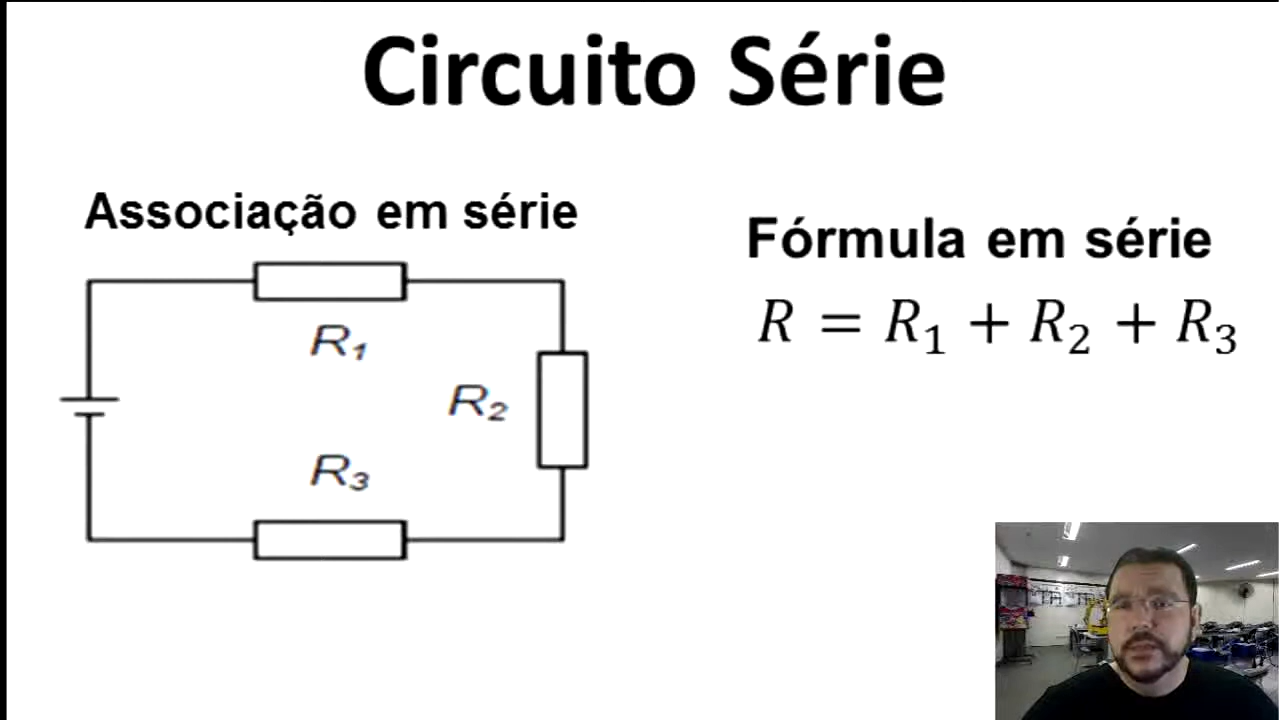 Circuito Série
Associação em série
Fórmula em série
R = R₁ + R₂ + R₃
R₁
R₂
R₃